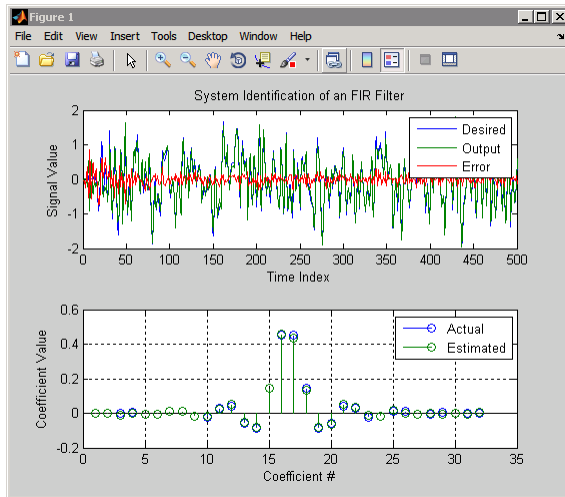 Figure 1
File Edit View Insert Tools Desktop Window Help
System Identification of an FIR Filter
Signal Value
2
1
0
-1
-2
Desired
Output
Error
0 50 100 150 200 250 300 350 400 450 500
Time Index
Coefficient Value
0.6
0.4
0.2
0
-0.2
Actual
Estimated
0 5 10 15 20 25 30 35
Coefficient #